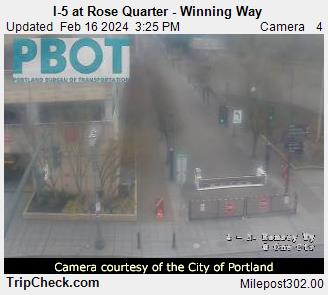 I-5 at Rose Quarter - Winning Way
Updated Feb 16 2024 3:25 PM Camera 4
PBOT
PORTLAND BUREAU OF TRANSPORTATION
Camera courtesy of the City of Portland
TripCheck.com Milepost302.00